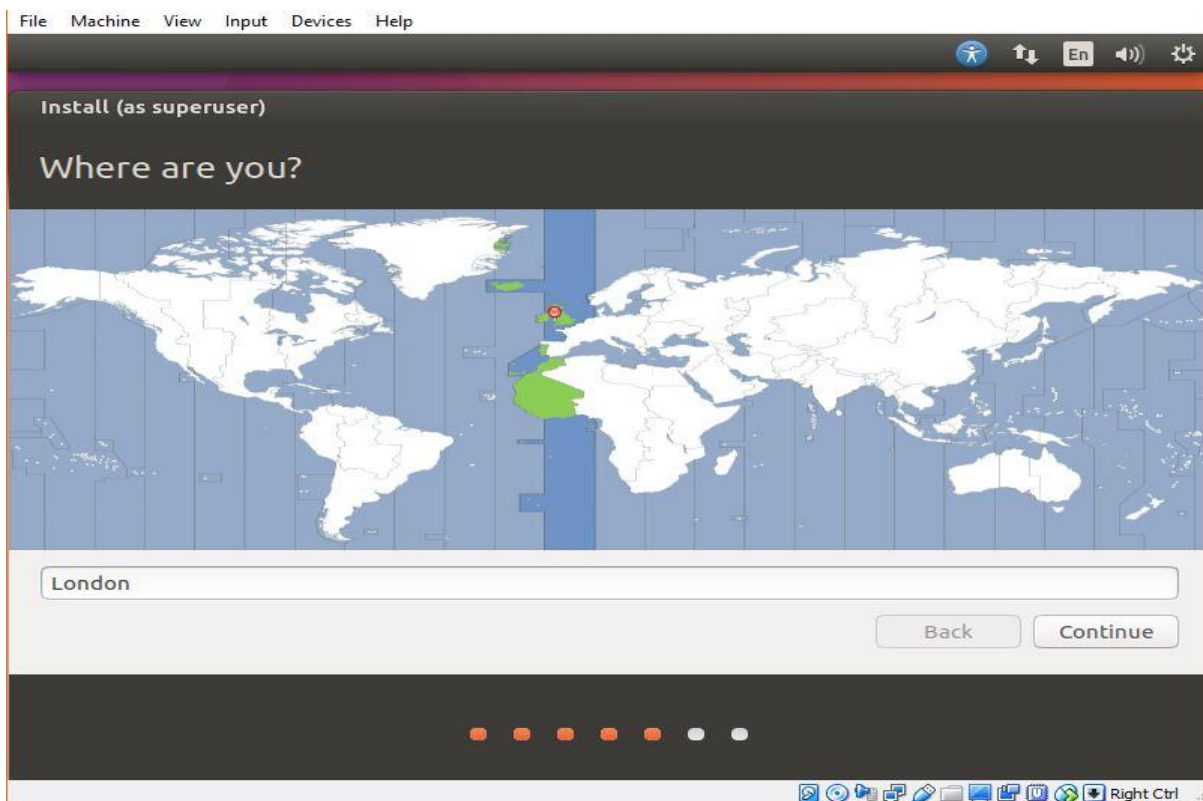 File Machine View Input Devices Help
En
Install (as superuser)
Where are you?
London
Back Continue
Right Ctrl